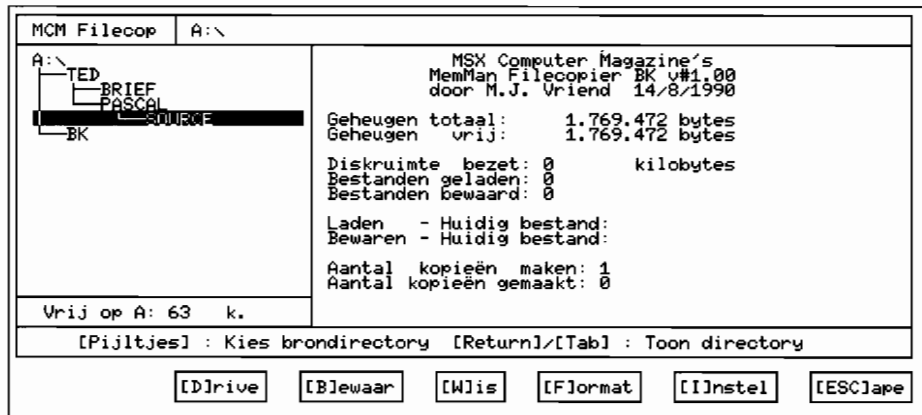 MCM Filecop
A:\
A:\
TED
BRIEF
PASCAL
SOURCE
BK
Vrij op A: 63 k.
MSX Computer Magazine's
MemMan Filecopier BK v#1.00
door M.J. Vriend 14/8/1990
Geheugen totaal: 1.769.472 bytes
Geheugen vrij: 1.769.472 bytes
Diskruimte bezet: 0 kilobytes
Bestanden geladen: 0
Bestanden bewaard: 0
Laden - Huidig bestand:
Bewaren - Huidig bestand:
Aantal kopieën maken: 1
Aantal kopieën gemaakt: 0
[Pijltjes] : Kies brondirectory [Return]/[Tab] : Toon directory
[D]rive [B]ewaar [W]is [F]ormat [I]nstel [ESC]ape